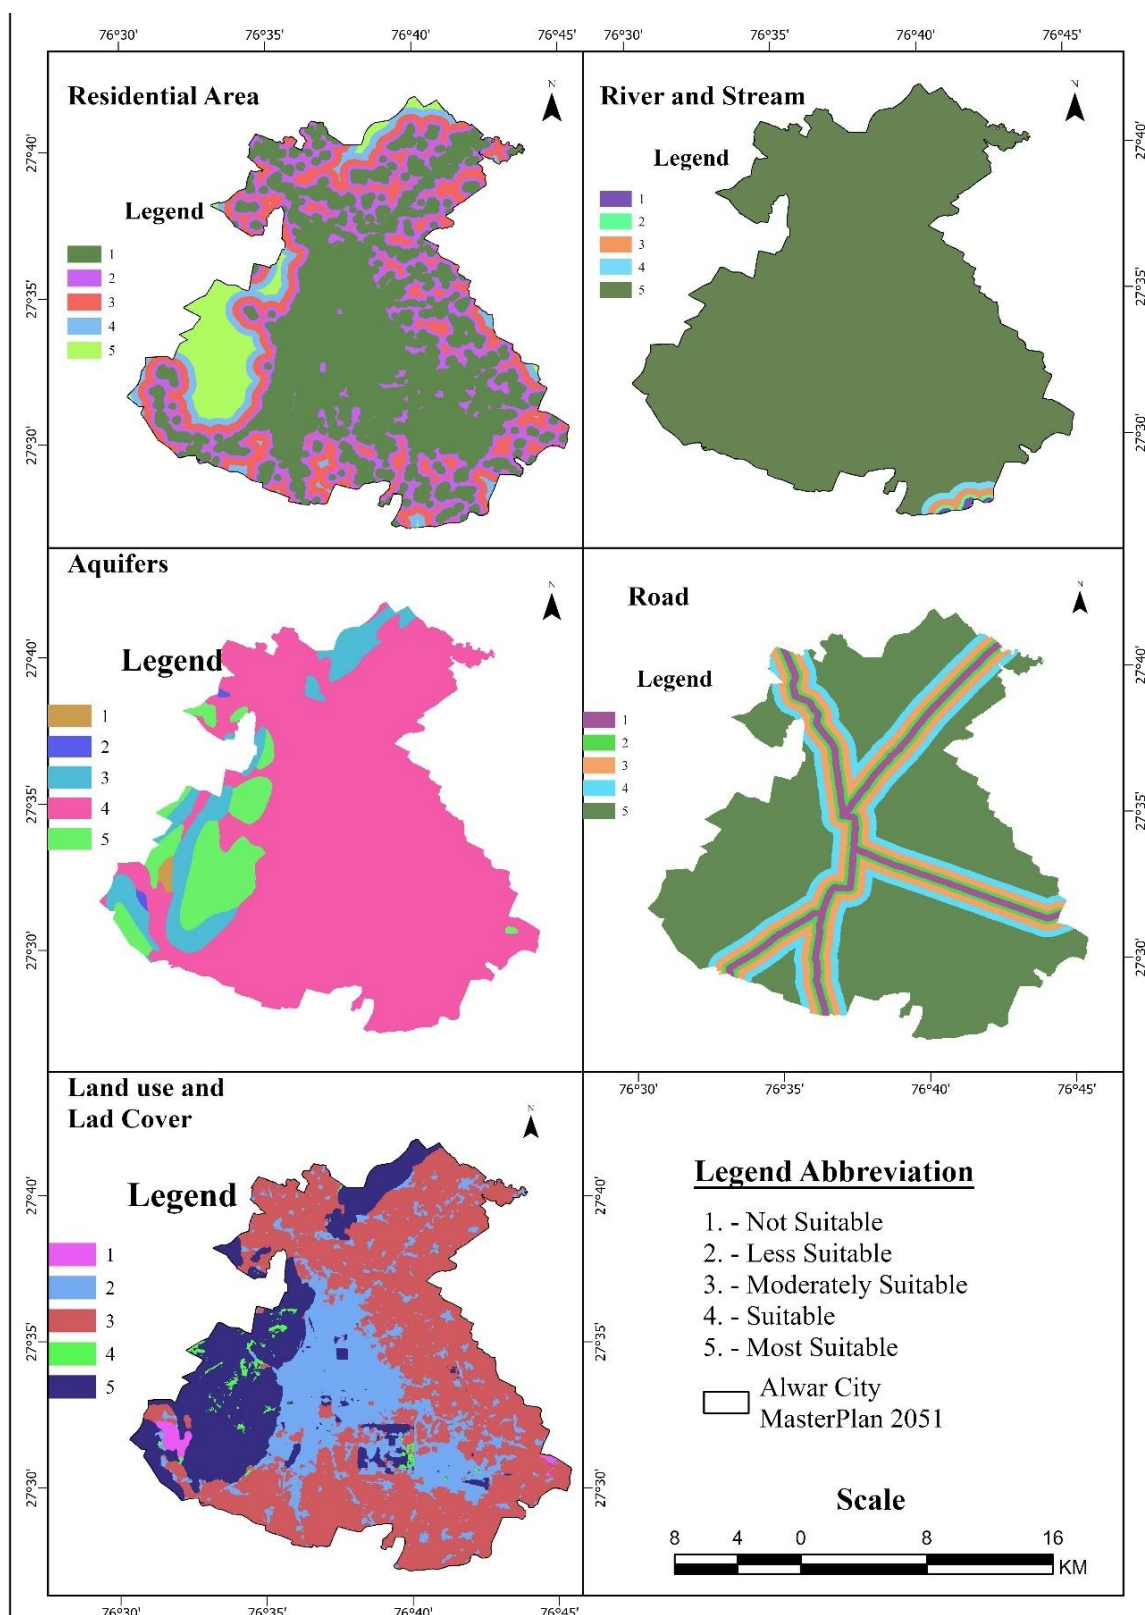 76°30' 76°35' 76°40' 76°45' 76°30' 76°35' 76°40' 76°45'
Residential Area
N
Legend
1
2
3
4
5
27°40'
27°35'
27°30'
River and Stream
N
Legend
1
2
3
4
5
27°40'
27°35'
27°30'
Aquifers
N
Legend
1
2
3
4
5
27°40'
27°35'
27°30'
Road
N
Legend
1
2
3
4
5
27°40'
27°35'
27°30'
76°30' 76°35' 76°40' 76°45'
Land use and
Lad Cover
N
Legend
1
2
3
4
5
27°40'
27°35'
27°30'
27°40'
27°35'
27°30'
76°30' 76°35' 76°40' 76°45'
Legend Abbreviation
1. - Not Suitable
2. - Less Suitable
3. - Moderately Suitable
4. - Suitable
5. - Most Suitable
Alwar City
MasterPlan 2051
Scale
8 4 0 8 16
KM